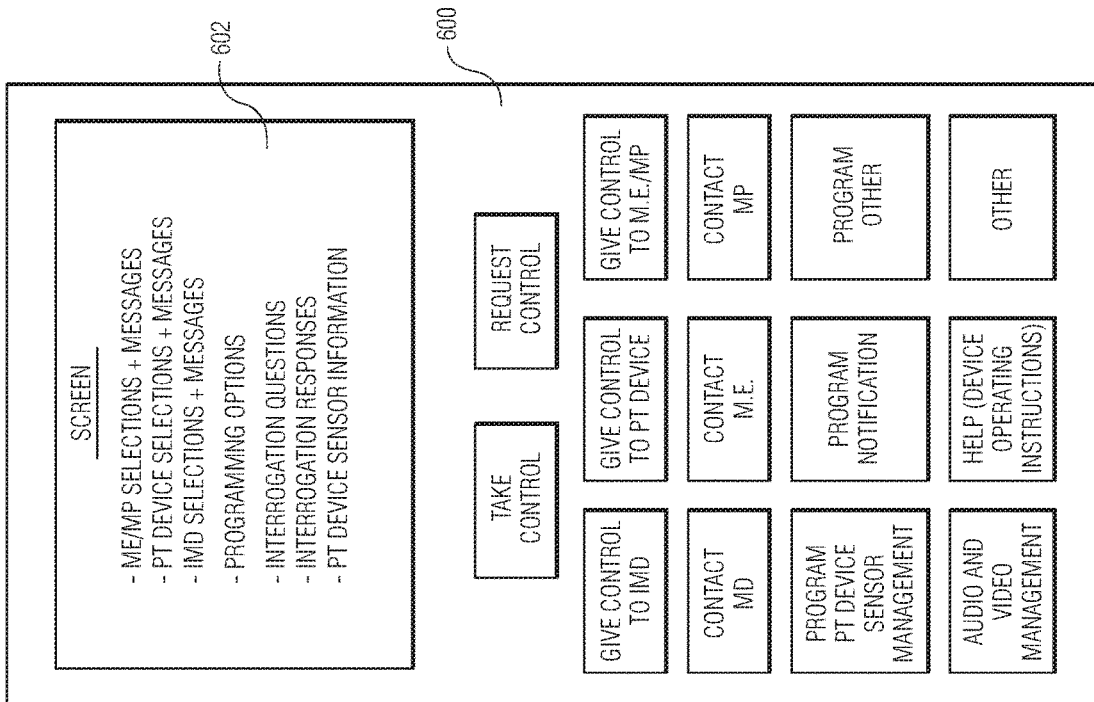 602
600
SCREEN
- ME/MP SELECTIONS + MESSAGES
- PT DEVICE SELECTIONS + MESSAGES
- IMD SELECTIONS + MESSAGES
- PROGRAMMING OPTIONS
- INTERROGATION QUESTIONS
- INTERROGATION RESPONSES
- PT DEVICE SENSOR INFORMATION
TAKE
CONTROL
REQUEST
CONTROL
GIVE CONTROL
TO IMD
GIVE CONTROL
TO PT DEVICE
GIVE CONTROL
TO M.E./MP
CONTACT
MD
CONTACT
M.E.
CONTACT
MP
PROGRAM
PT DEVICE
SENSOR
MANAGEMENT
PROGRAM
NOTIFICATION
PROGRAM
OTHER
AUDIO AND
VIDEO
MANAGEMENT
HELP (DEVICE
OPERATING
INSTRUCTIONS)
OTHER